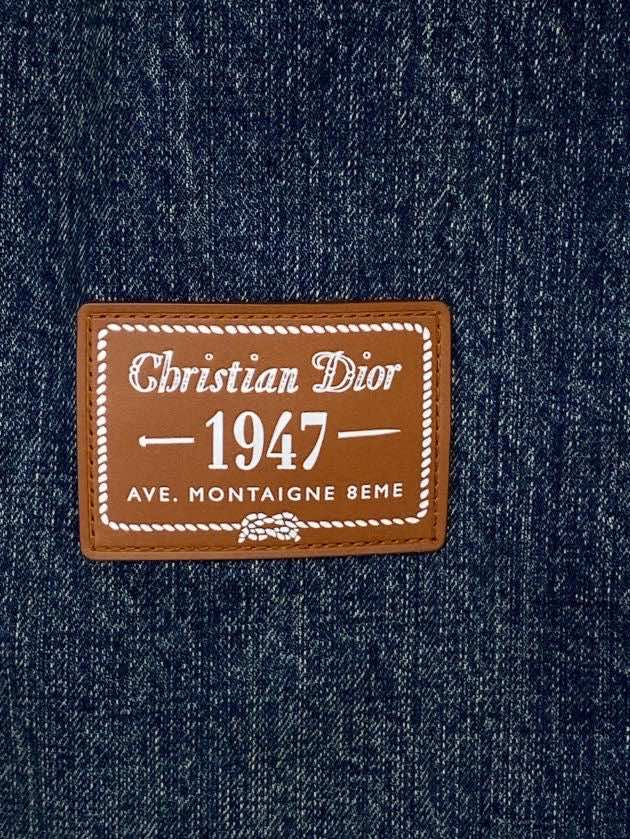 Christian Dior
1947
AVE. MONTAIGNE 8EME